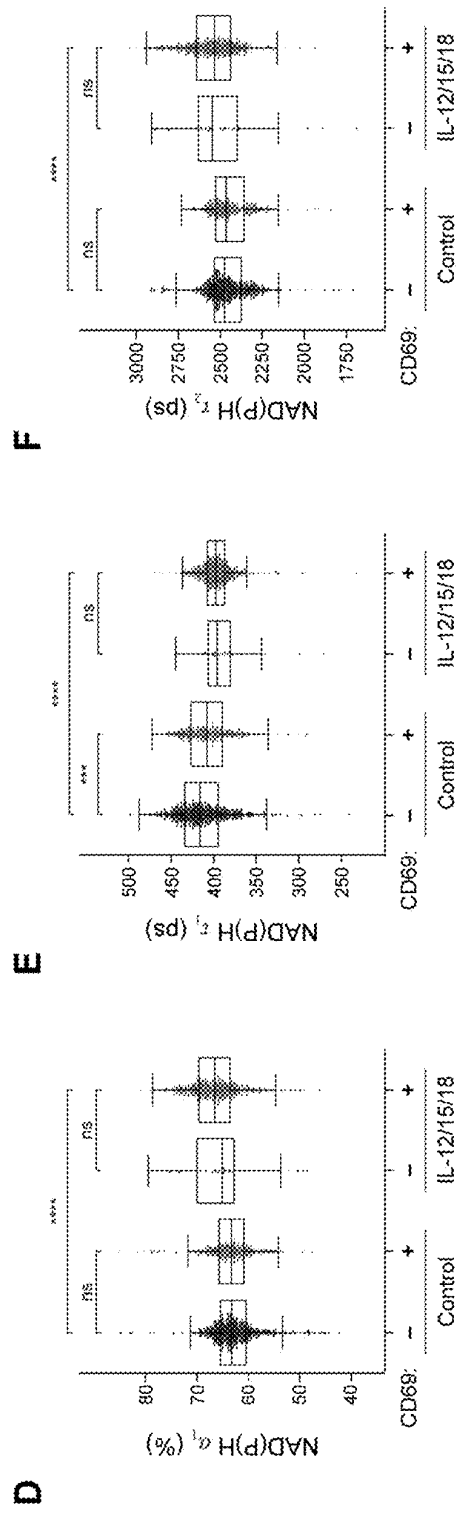 D
NAD(P)H α₁ (%)
80
70
60
50
40
****
ns
ns
CD69: − + − +
Control IL-12/15/18
E
NAD(P)H τ₁ (ps)
500
450
400
350
300
250
****
***
ns
CD69: − + − +
Control IL-12/15/18
F
NAD(P)H τ₂ (ps)
3000
2750
2500
2250
2000
1750
****
ns
ns
CD69: − + − +
Control IL-12/15/18